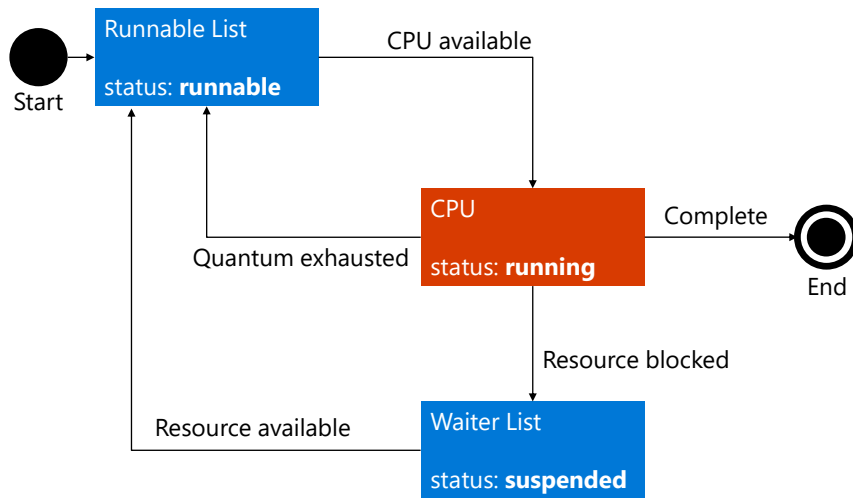 Runnable List
status: runnable
Start
CPU available
CPU
status: running
Quantum exhausted
Complete
End
Resource blocked
Resource available
Waiter List
status: suspended